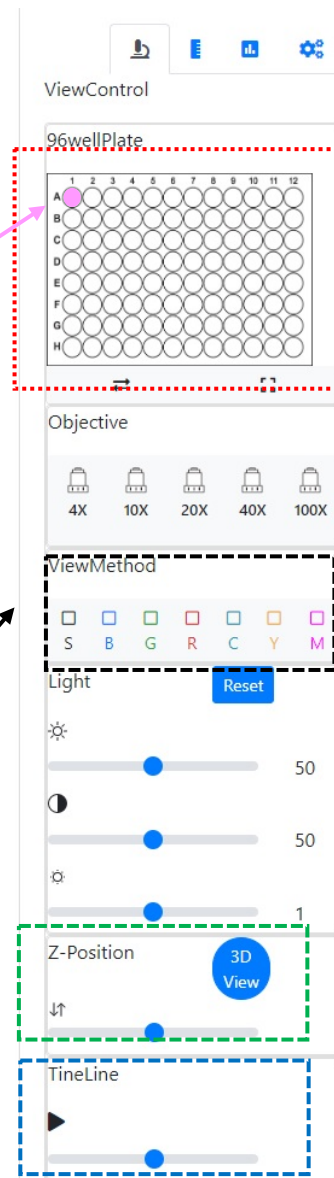 ViewControl
96wellPlate
1 2 3 4 5 6 7 8 9 10 11 12
A
B
C
D
E
F
G
H
Objective
4X 10X 20X 40X 100X
ViewMethod
S B G R C Y M
Light Reset
50
50
1
Z-Position 3D
View
TineLine